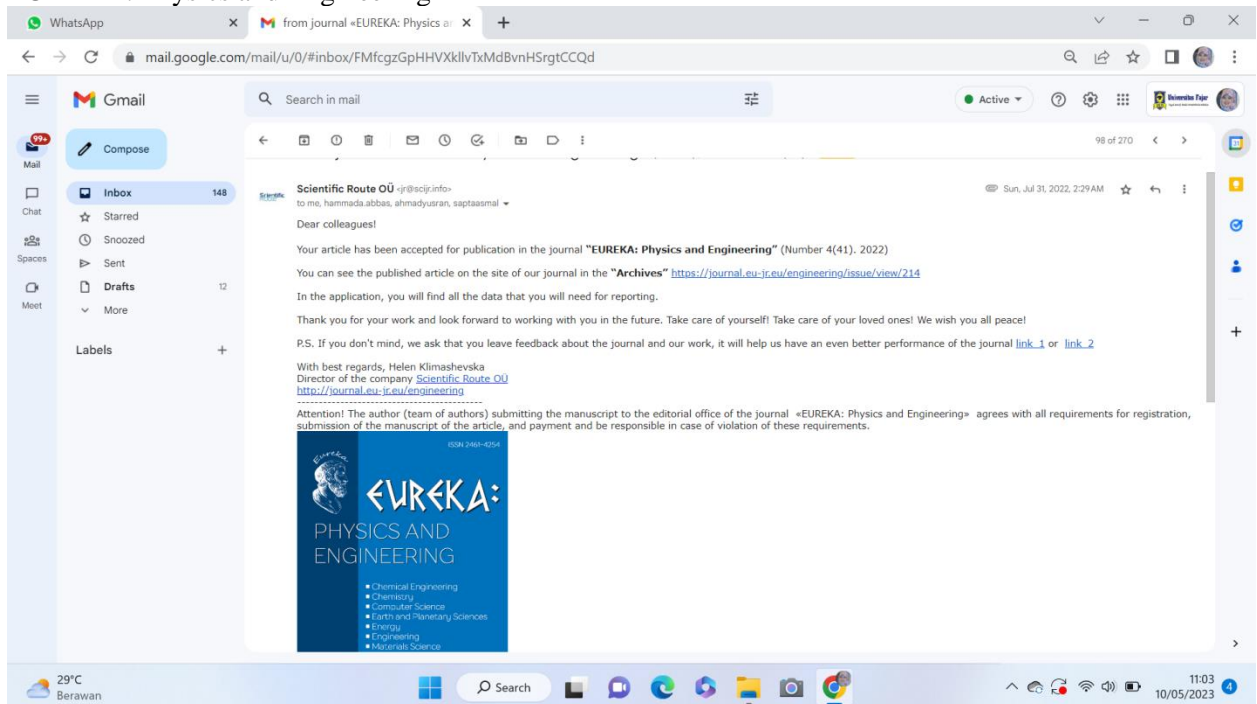 WhatsApp
from journal «EUREKA: Physics ar
mail.google.com/mail/u/0/#inbox/FMfcgzGpHHVXkllvTxMdBvnHSrgtCCQd
Gmail
Search in mail
Active
Universitas Fajar
99+
Mail
Compose
98 of 270
Inbox 148
Chat
Starred
Snoozed
Spaces
Sent
Drafts 12
Meet
More
Labels
Scientific Route OÜ <jr@scijr.info>
Sun, Jul 31, 2022, 2:29 AM
to me, hammada.abbas, ahmadyusran, saptaasmal
Dear colleagues!
Your article has been accepted for publication in the journal "EUREKA: Physics and Engineering" (Number 4(41). 2022)
You can see the published article on the site of our journal in the "Archives" https://journal.eu-jr.eu/engineering/issue/view/214
In the application, you will find all the data that you will need for reporting.
Thank you for your work and look forward to working with you in the future. Take care of yourself! Take care of your loved ones! We wish you all peace!
P.S. If you don't mind, we ask that you leave feedback about the journal and our work, it will help us have an even better performance of the journal link 1 or link 2
With best regards, Helen Klimashevska
Director of the company Scientific Route OÜ
http://journal.eu-jr.eu/engineering
----------------------------------------
Attention! The author (team of authors) submitting the manuscript to the editorial office of the journal «EUREKA: Physics and Engineering» agrees with all requirements for registration,
submission of the manuscript of the article, and payment and be responsible in case of violation of these requirements.
ISSN 2461-4254
Eureka
EUREKA:
PHYSICS AND
ENGINEERING
Chemical Engineering
Chemistry
Computer Science
Earth and Planetary Sciences
Energy
Engineering
Materials Science
29°C
Berawan
Search
11:03
10/05/2023
4